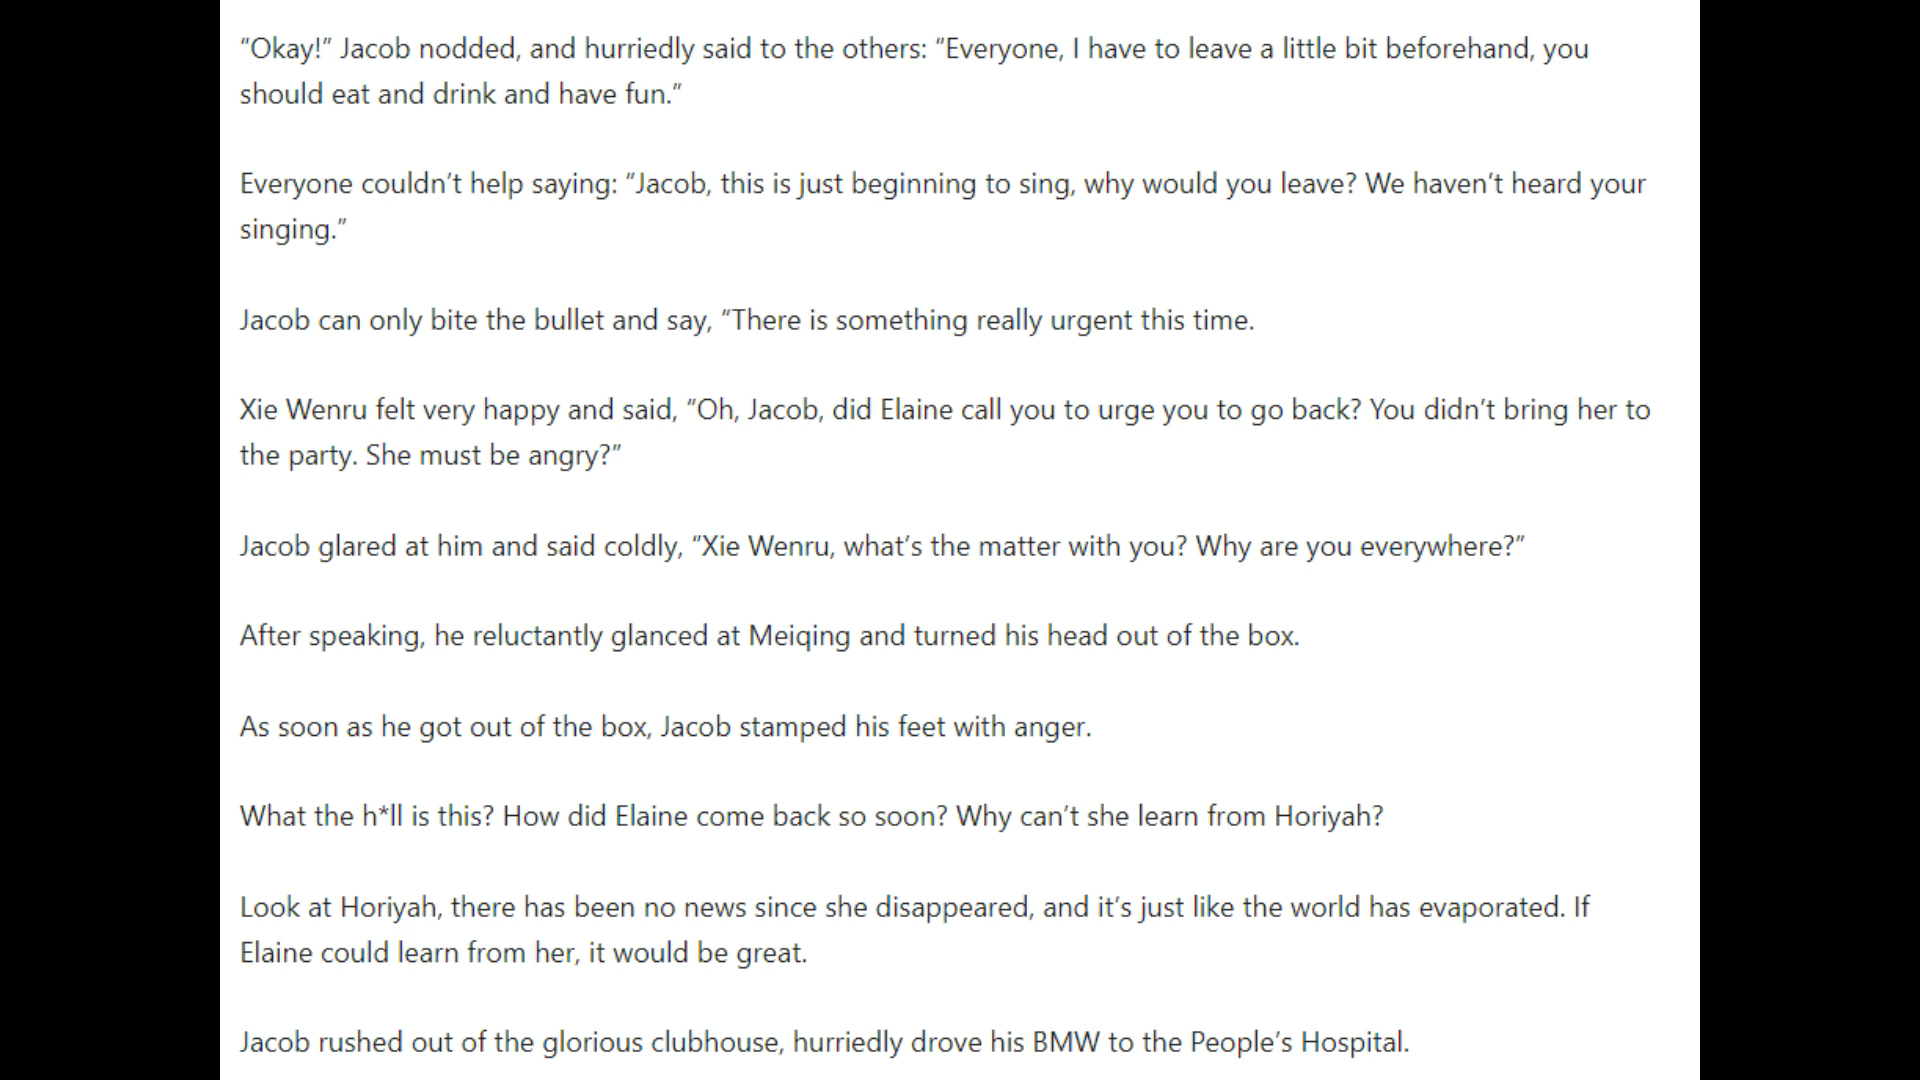 “Okay!” Jacob nodded, and hurriedly said to the others: “Everyone, I have to leave a little bit beforehand, you
should eat and drink and have fun.”
Everyone couldn’t help saying: “Jacob, this is just beginning to sing, why would you leave? We haven’t heard your
singing.”
Jacob can only bite the bullet and say, “There is something really urgent this time.
Xie Wenru felt very happy and said, “Oh, Jacob, did Elaine call you to urge you to go back? You didn’t bring her to
the party. She must be angry?”
Jacob glared at him and said coldly, “Xie Wenru, what’s the matter with you? Why are you everywhere?”
After speaking, he reluctantly glanced at Meiqing and turned his head out of the box.
As soon as he got out of the box, Jacob stamped his feet with anger.
What the h*ll is this? How did Elaine come back so soon? Why can’t she learn from Horiyah?
Look at Horiyah, there has been no news since she disappeared, and it’s just like the world has evaporated. If
Elaine could learn from her, it would be great.
Jacob rushed out of the glorious clubhouse, hurriedly drove his BMW to the People’s Hospital.